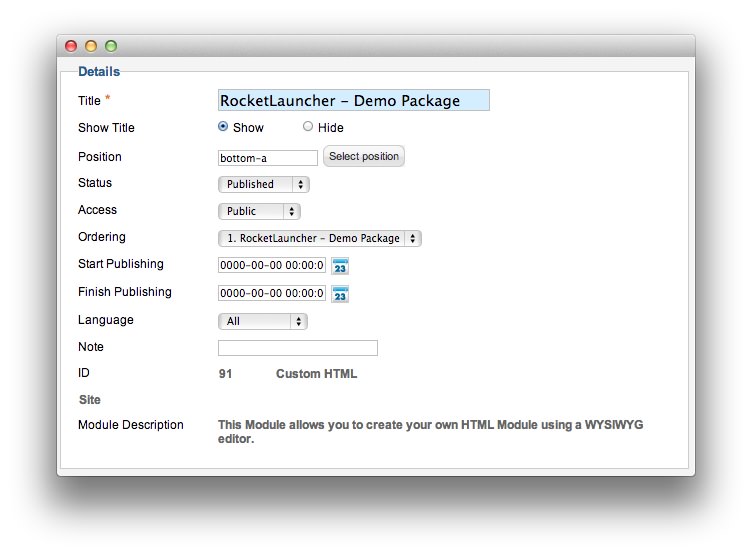 Details
Title * RocketLauncher – Demo Package
Show Title Show Hide
Position bottom-a Select position
Status Published
Access Public
Ordering 1. RocketLauncher – Demo Package
Start Publishing 0000-00-00 00:00:0 23
Finish Publishing 0000-00-00 00:00:0 23
Language All
Note
ID 91 Custom HTML
Site
Module Description This Module allows you to create your own HTML Module using a WYSIWYG
editor.